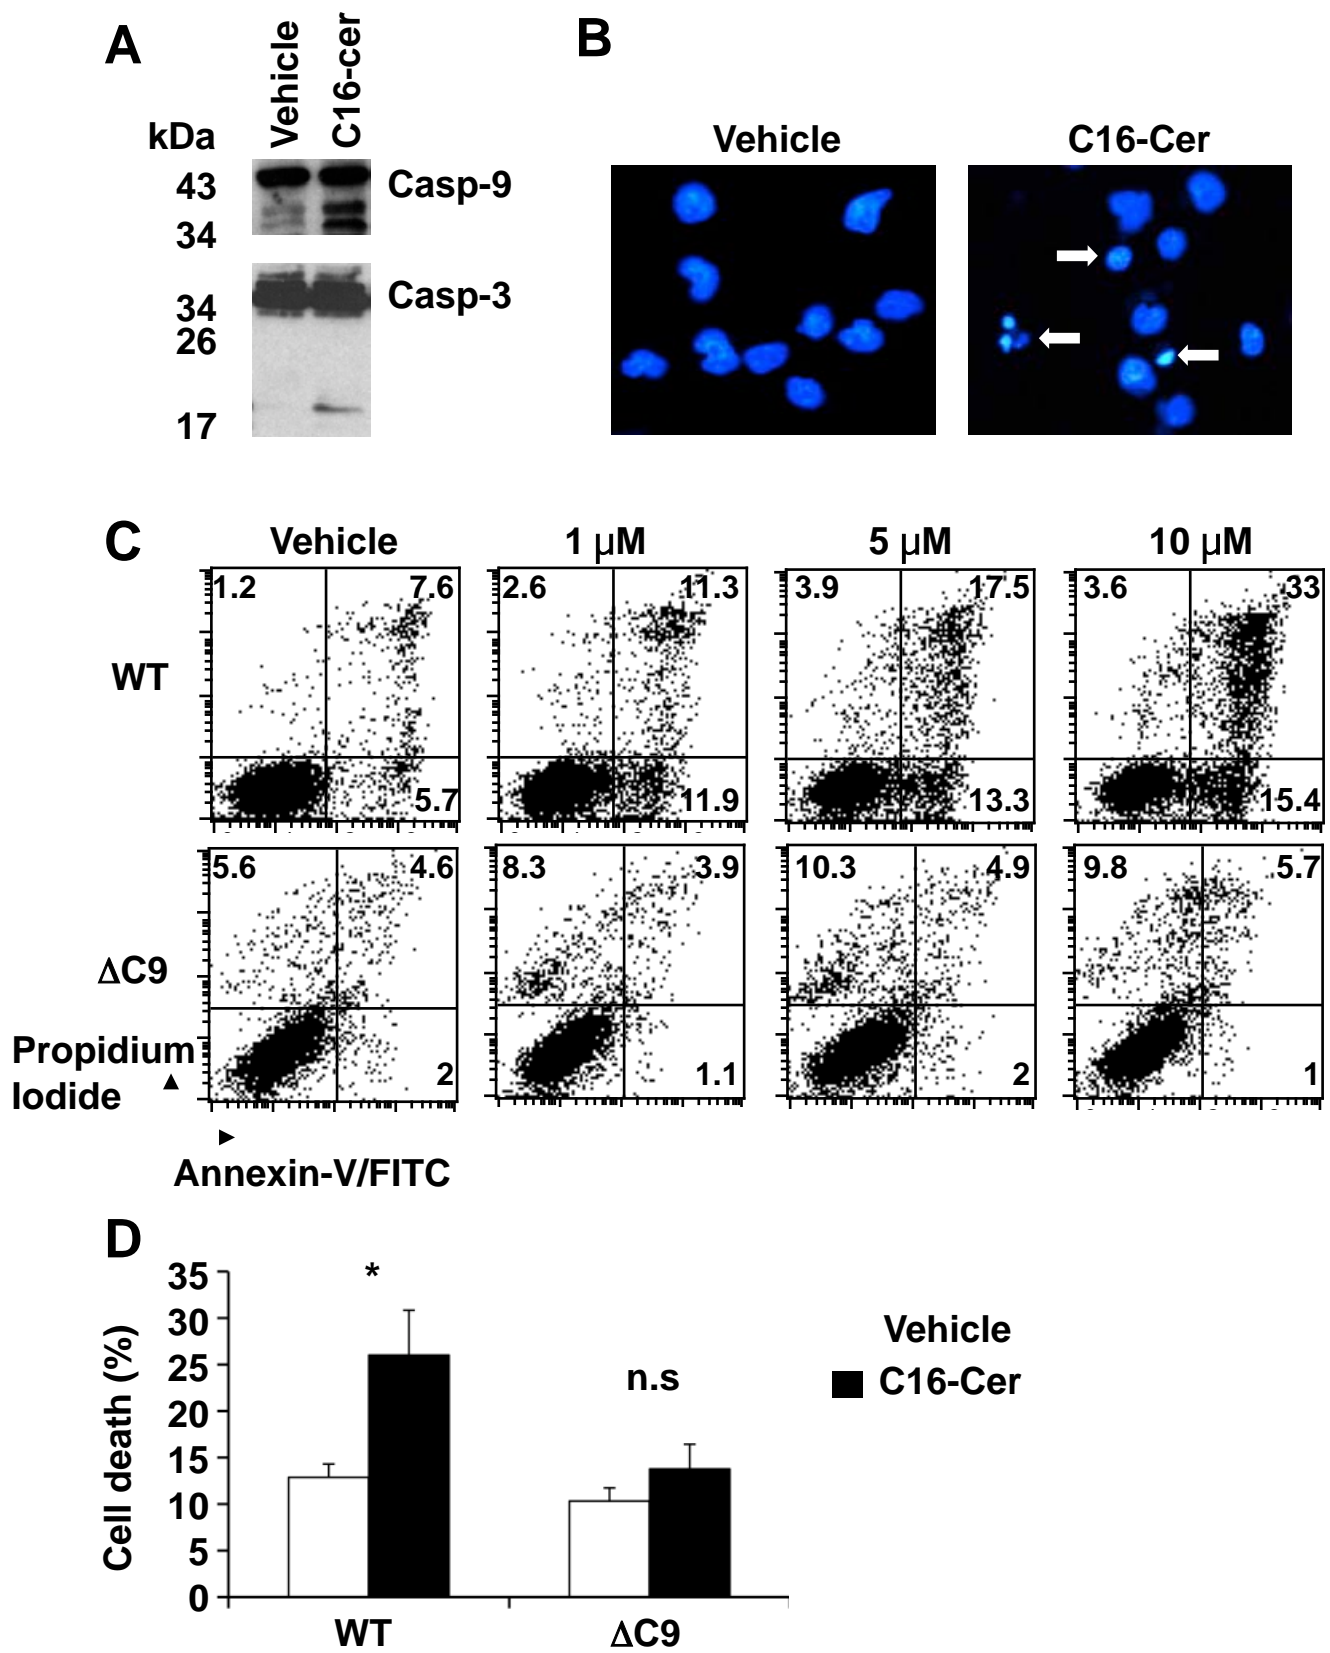 A
Vehicle
C16-cer
kDa
43
34
Casp-9
34
26
17
Casp-3
B
Vehicle
C16-Cer
C
Vehicle
1 µM
5 µM
10 µM
WT
1.2
7.6
5.7
2.6
11.3
11.9
3.9
17.5
13.3
3.6
33
15.4
ΔC9
5.6
4.6
2
8.3
3.9
1.1
10.3
4.9
2
9.8
5.7
1
Propidium
Iodide ▲
►
Annexin-V/FITC
D
Cell death (%)
35
30
25
20
15
10
5
0
*
n.s
WT
ΔC9
Vehicle
C16-Cer